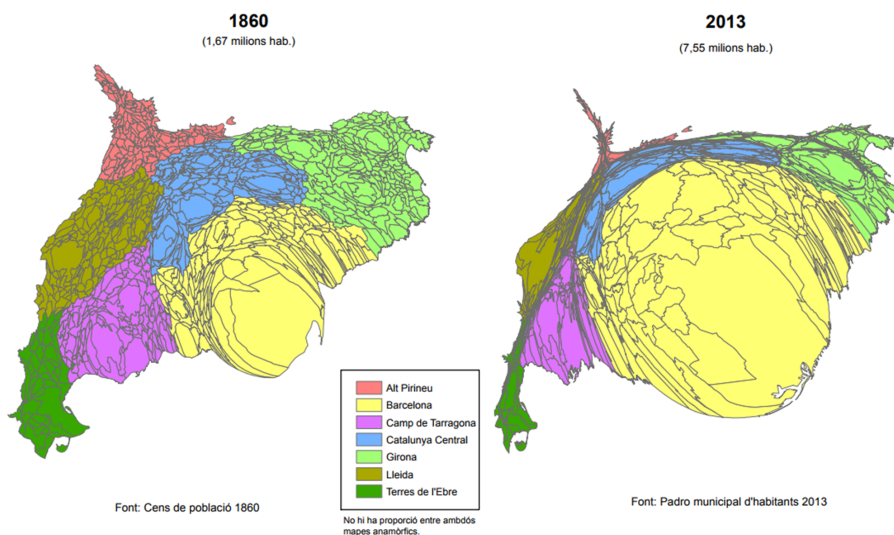 1860
(1,67 milions hab.)
2013
(7,55 milions hab.)
Alt Pirineu
Barcelona
Camp de Tarragona
Catalunya Central
Girona
Lleida
Terres de l'Ebre
Font: Cens de població 1860
Font: Padro municipal d'habitants 2013
No hi ha proporció entre ambdós
mapes anamòrfics.